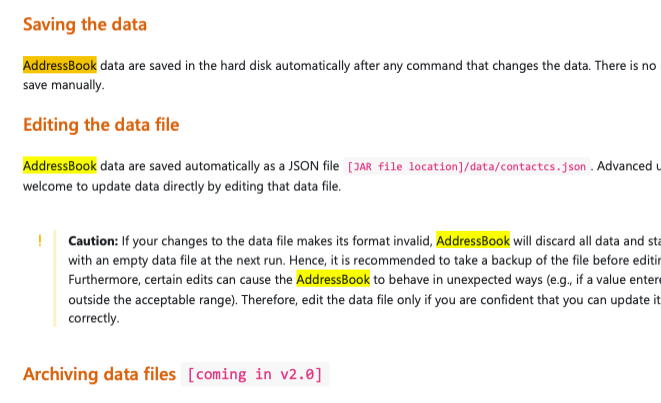 Saving the data
AddressBook data are saved in the hard disk automatically after any command that changes the data. There is no
save manually.
Editing the data file
AddressBook data are saved automatically as a JSON file [JAR file location]/data/contactcs.json . Advanced u
welcome to update data directly by editing that data file.
! Caution: If your changes to the data file makes its format invalid, AddressBook will discard all data and sta
with an empty data file at the next run. Hence, it is recommended to take a backup of the file before editin
Furthermore, certain edits can cause the AddressBook to behave in unexpected ways (e.g., if a value entere
outside the acceptable range). Therefore, edit the data file only if you are confident that you can update it
correctly.
Archiving data files [coming in v2.0]